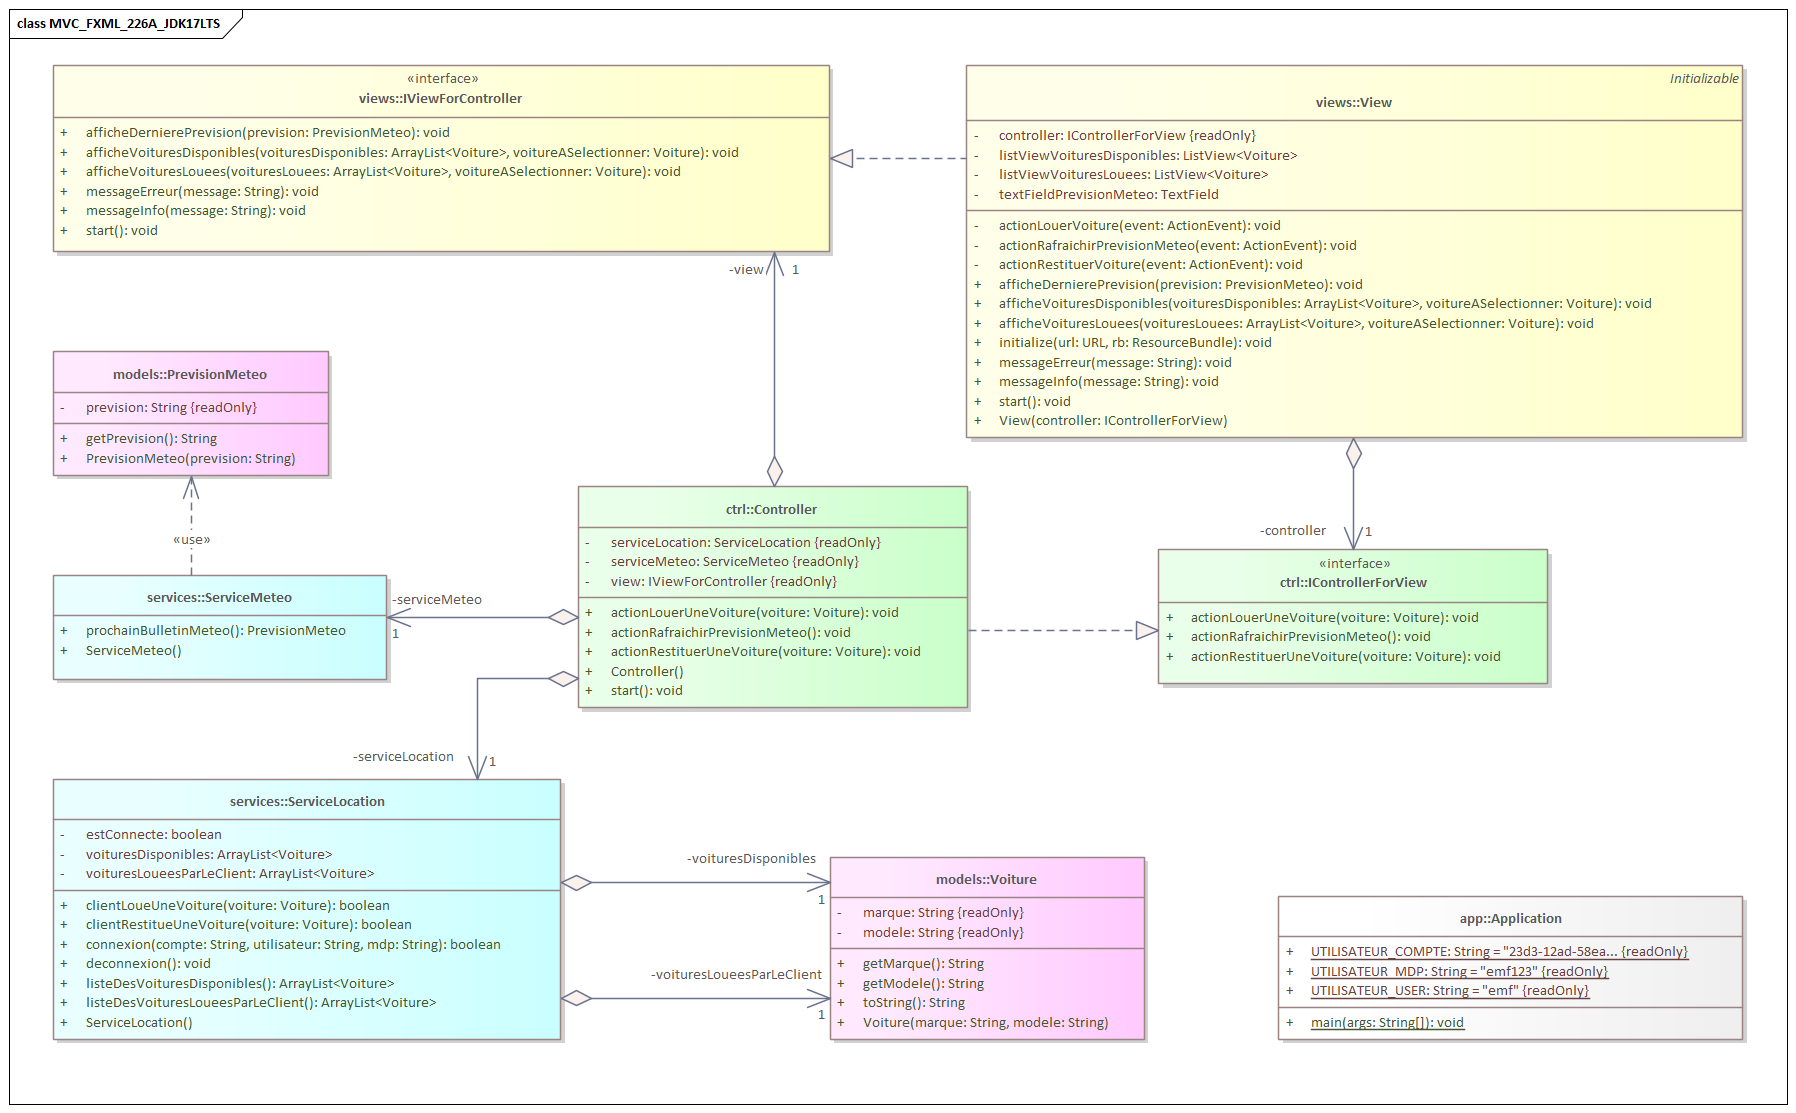 class MVC_FXML_226A_JDK17LTS
«interface»
views::IViewForController
+ afficheDernierePrevision(prevision: PrevisionMeteo): void
+ afficheVoituresDisponibles(voituresDisponibles: ArrayList<Voiture>, voitureASelectionner: Voiture): void
+ afficheVoituresLouees(voituresLouees: ArrayList<Voiture>, voitureASelectionner: Voiture): void
+ messageErreur(message: String): void
+ messageInfo(message: String): void
+ start(): void
Initializable
views::View
- controller: IControllerForView {readOnly}
- listViewVoituresDisponibles: ListView<Voiture>
- listViewVoituresLouees: ListView<Voiture>
- textFieldPrevisionMeteo: TextField
- actionLouerVoiture(event: ActionEvent): void
- actionRafraichirPrevisionMeteo(event: ActionEvent): void
- actionRestituerVoiture(event: ActionEvent): void
+ afficheDernierePrevision(prevision: PrevisionMeteo): void
+ afficheVoituresDisponibles(voituresDisponibles: ArrayList<Voiture>, voitureASelectionner: Voiture): void
+ afficheVoituresLouees(voituresLouees: ArrayList<Voiture>, voitureASelectionner: Voiture): void
+ initialize(url: URL, rb: ResourceBundle): void
+ messageErreur(message: String): void
+ messageInfo(message: String): void
+ start(): void
+ View(controller: IControllerForView)
-view 1
models::PrevisionMeteo
- prevision: String {readOnly}
+ getPrevision(): String
+ PrevisionMeteo(prevision: String)
«use»
ctrl::Controller
- serviceLocation: ServiceLocation {readOnly}
- serviceMeteo: ServiceMeteo {readOnly}
- view: IViewForController {readOnly}
+ actionLouerUneVoiture(voiture: Voiture): void
+ actionRafraichirPrevisionMeteo(): void
+ actionRestituerUneVoiture(voiture: Voiture): void
+ Controller()
+ start(): void
-controller 1
«interface»
ctrl::IControllerForView
+ actionLouerUneVoiture(voiture: Voiture): void
+ actionRafraichirPrevisionMeteo(): void
+ actionRestituerUneVoiture(voiture: Voiture): void
services::ServiceMeteo
+ prochainBulletinMeteo(): PrevisionMeteo
+ ServiceMeteo()
-serviceMeteo
1
-serviceLocation 1
services::ServiceLocation
- estConnecte: boolean
- voituresDisponibles: ArrayList<Voiture>
- voituresLoueesParLeClient: ArrayList<Voiture>
+ clientLoueUneVoiture(voiture: Voiture): boolean
+ clientRestitueUneVoiture(voiture: Voiture): boolean
+ connexion(compte: String, utilisateur: String, mdp: String): boolean
+ deconnexion(): void
+ listeDesVoituresDisponibles(): ArrayList<Voiture>
+ listeDesVoituresLoueesParLeClient(): ArrayList<Voiture>
+ ServiceLocation()
-voituresDisponibles
1
-voituresLoueesParLeClient
1
models::Voiture
- marque: String {readOnly}
- modele: String {readOnly}
+ getMarque(): String
+ getModele(): String
+ toString(): String
+ Voiture(marque: String, modele: String)
app::Application
+ UTILISATEUR_COMPTE: String = "23d3-12ad-58ea... {readOnly}
+ UTILISATEUR_MDP: String = "emf123" {readOnly}
+ UTILISATEUR_USER: String = "emf" {readOnly}
+ main(args: String[]): void